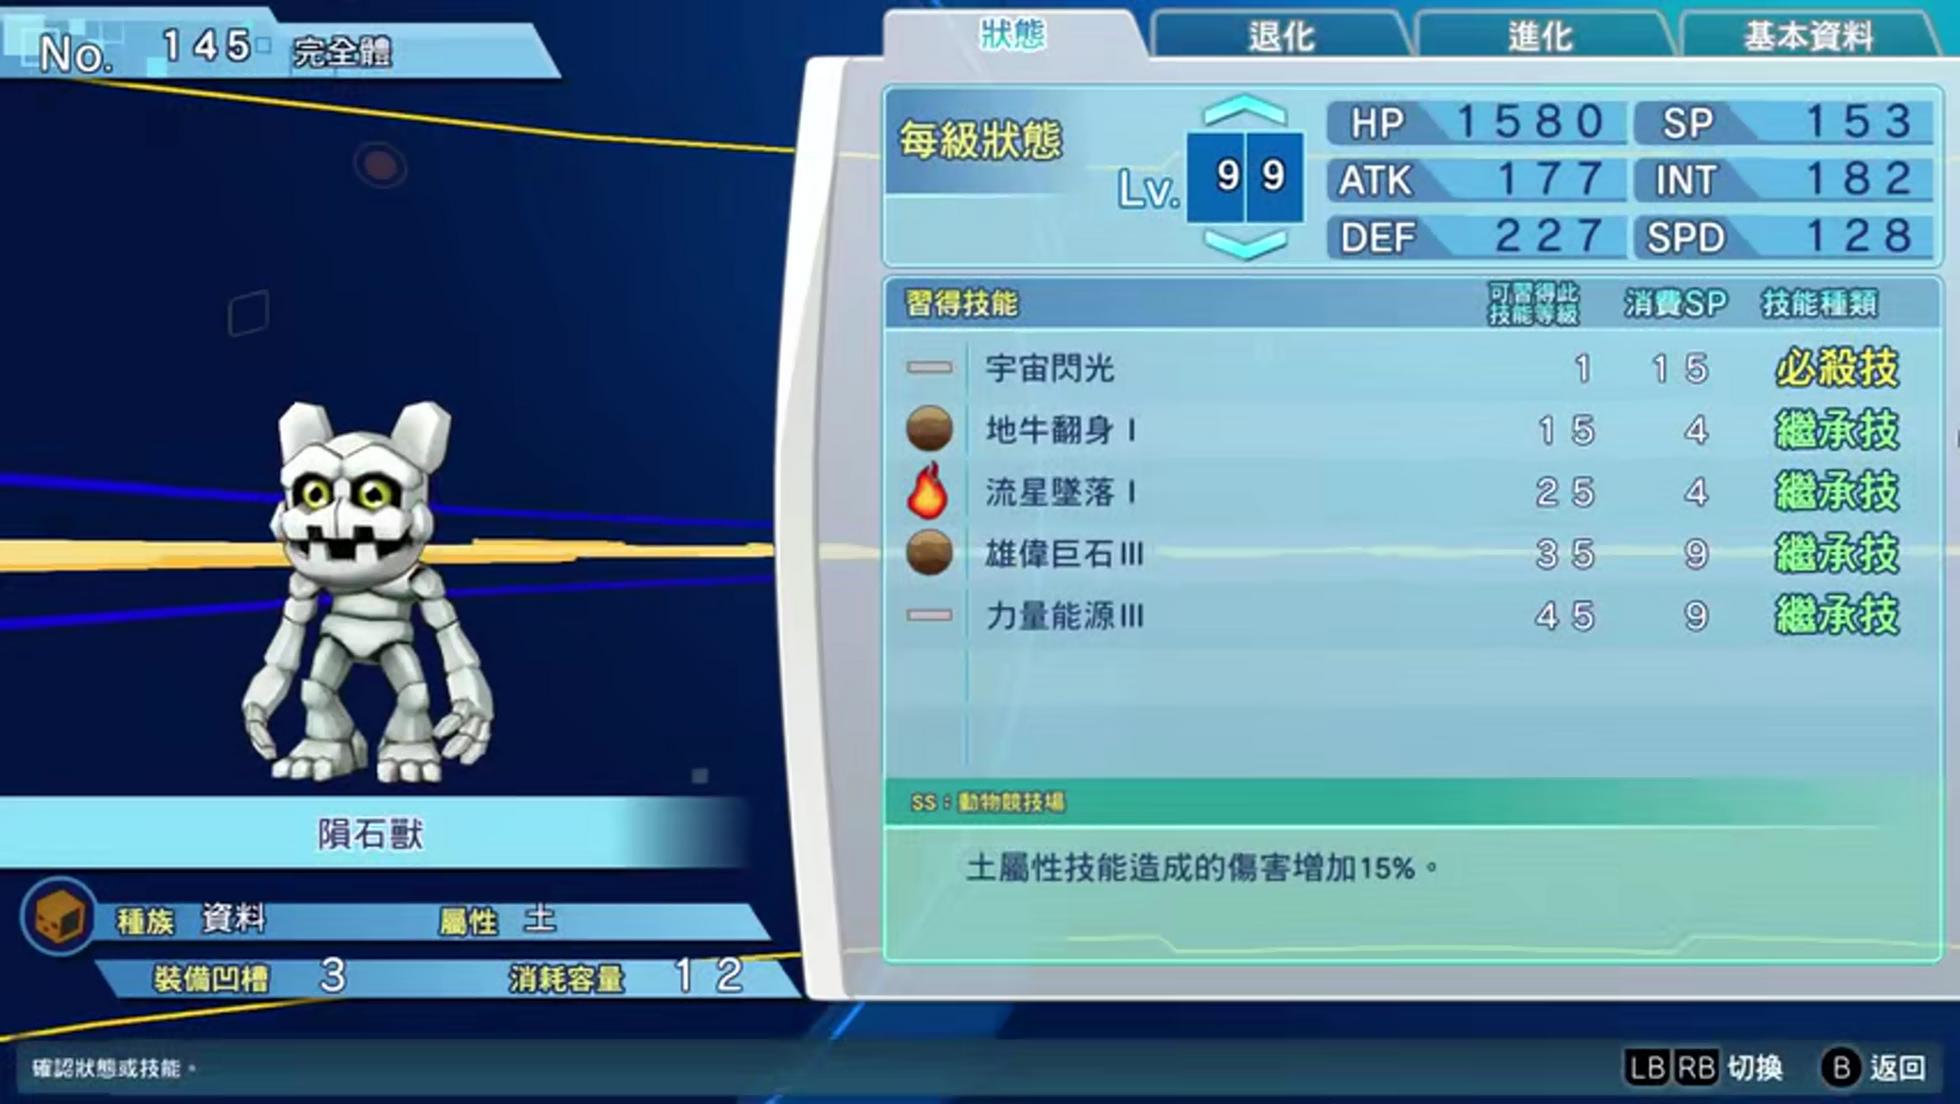 No. 145 完全體
狀態 退化 進化 基本資料
每級狀態
Lv. 99
HP 1580 SP 153
ATK 177 INT 182
DEF 227 SPD 128
習得技能 可習得此技能等級 消費SP 技能種類
宇宙閃光 1 15 必殺技
地牛翻身 I 15 4 繼承技
流星墜落 I 25 4 繼承技
雄偉巨石III 35 9 繼承技
力量能源III 45 9 繼承技
SS：動物競技場
土屬性技能造成的傷害增加15%。
隕石獸
種族 資料 屬性 土
裝備凹槽 3 消耗容量 12
確認狀態或技能。
LB RB 切換 B 返回